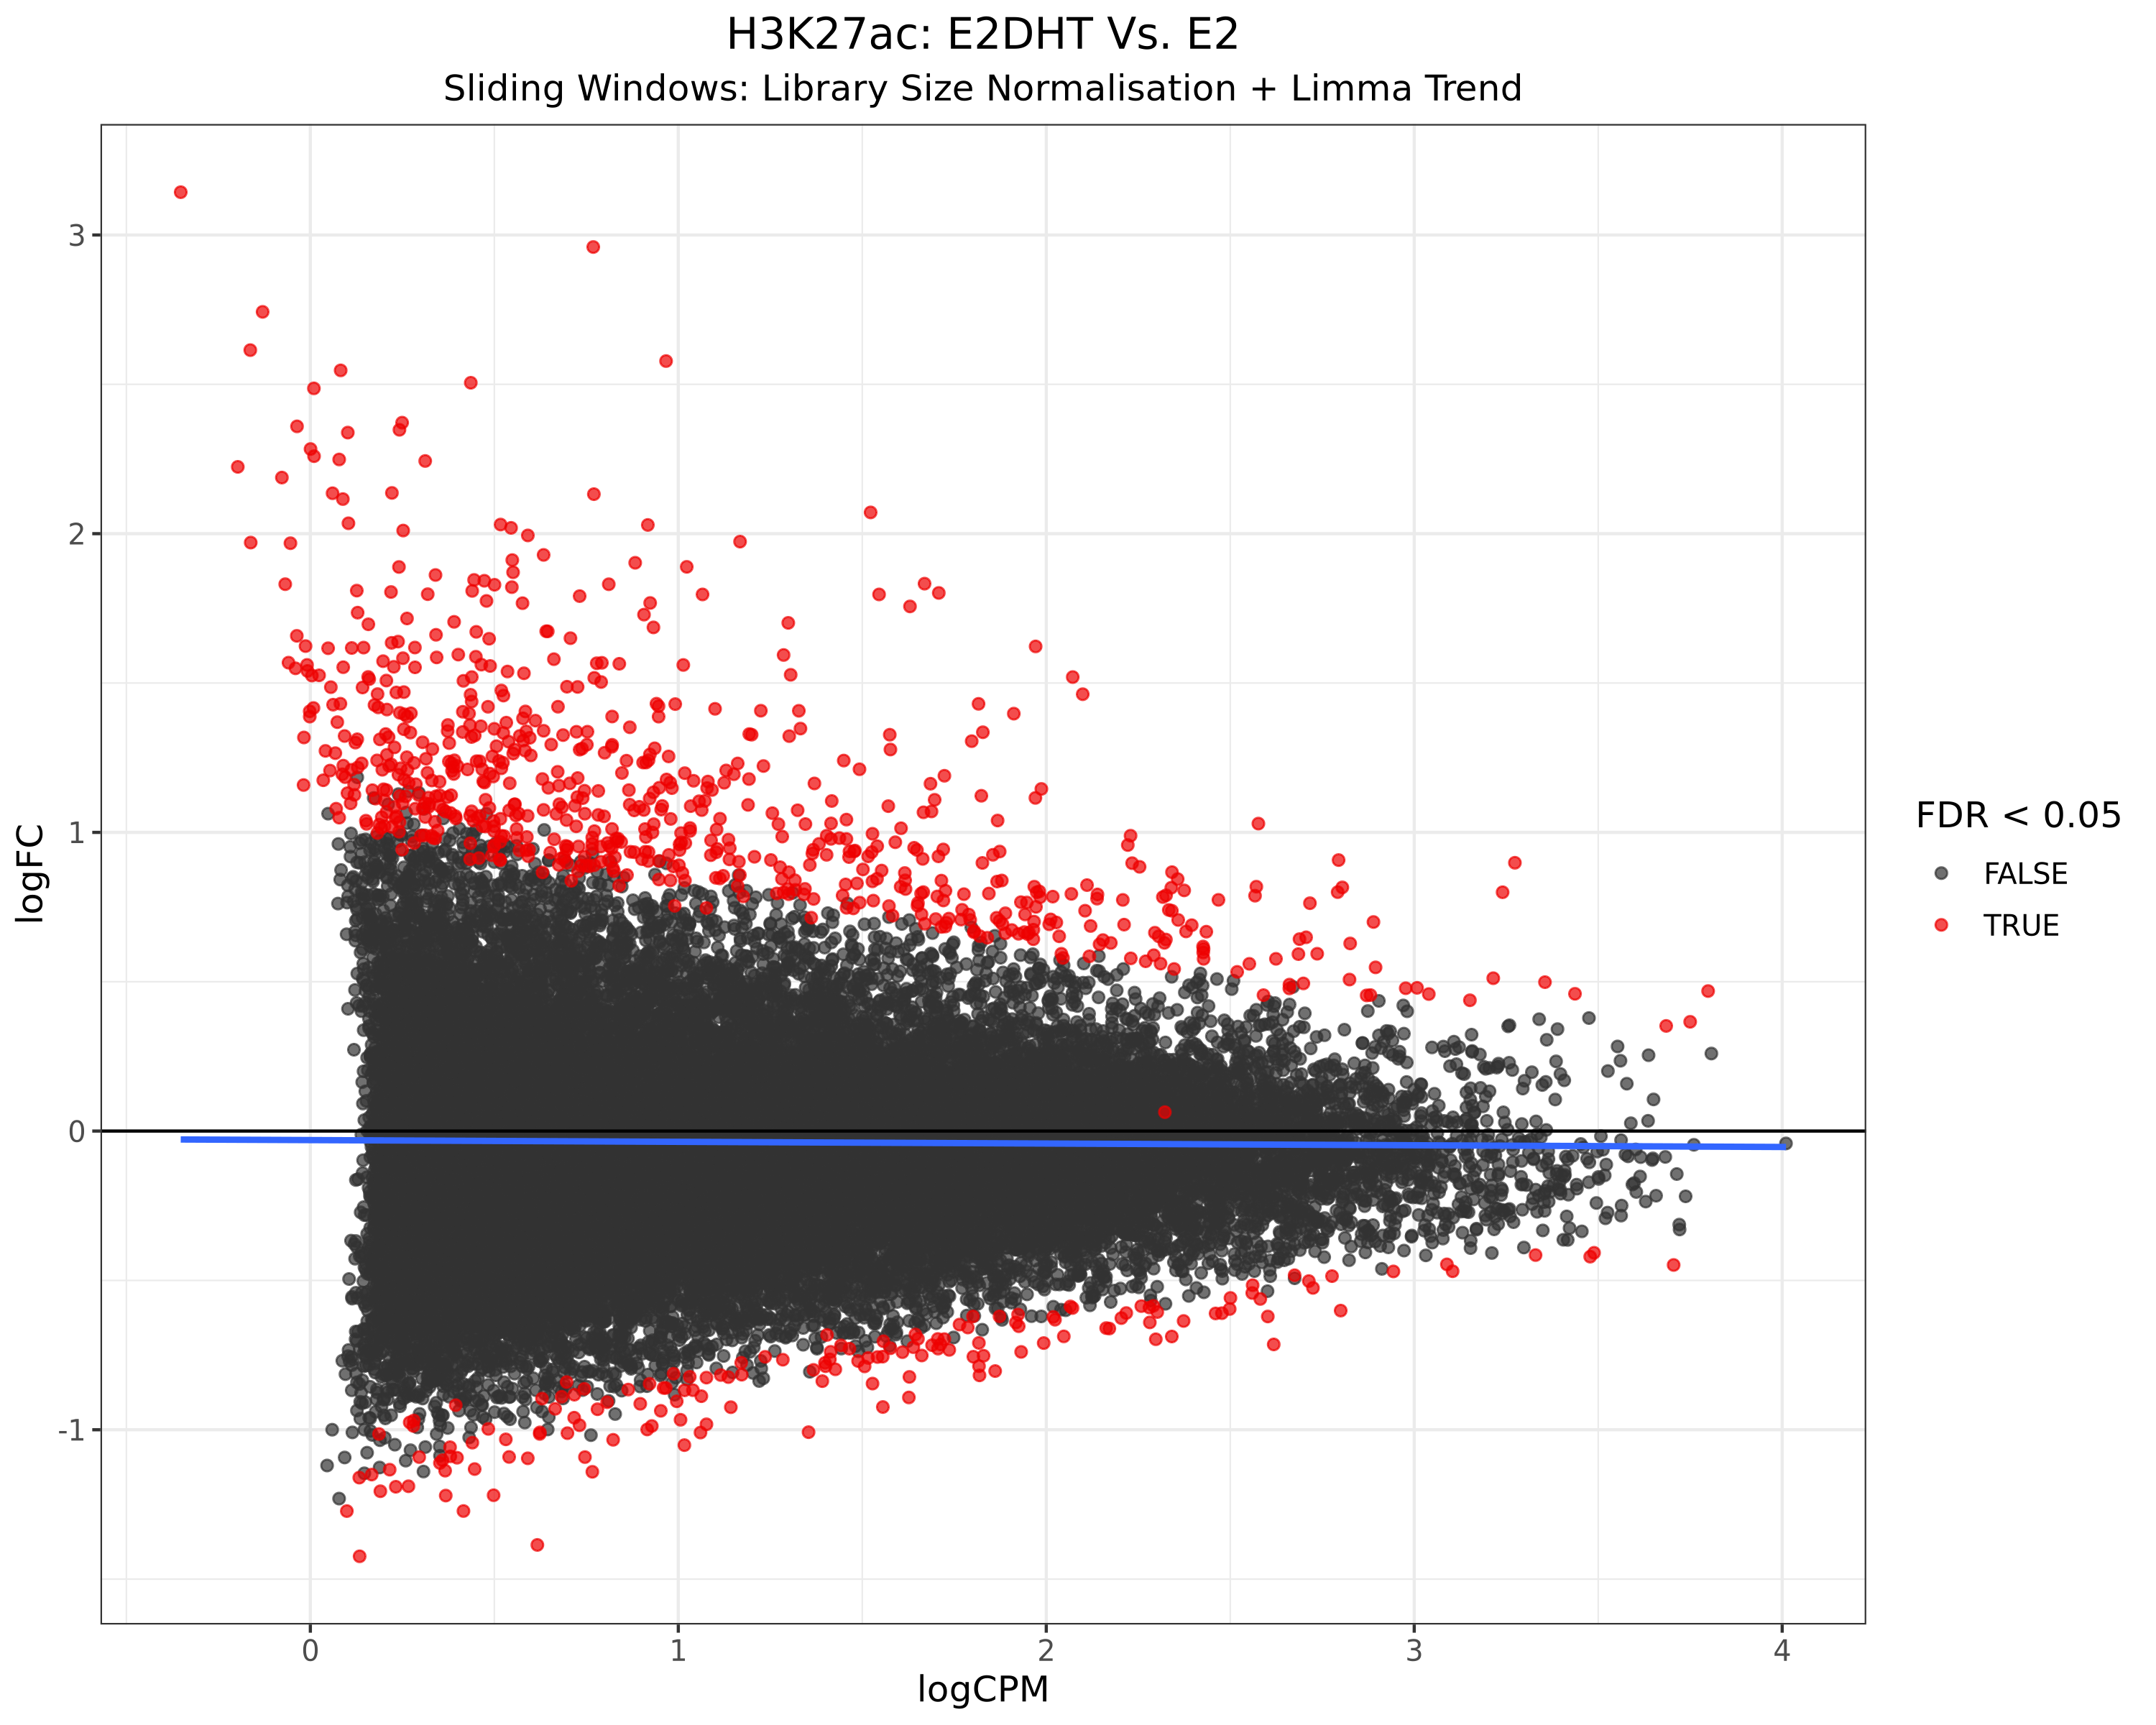 H3K27ac: E2DHT Vs. E2
Sliding Windows: Library Size Normalisation + Limma Trend
3
2
1
0
-1
logFC
0 1 2 3 4
logCPM
FDR < 0.05
FALSE
TRUE